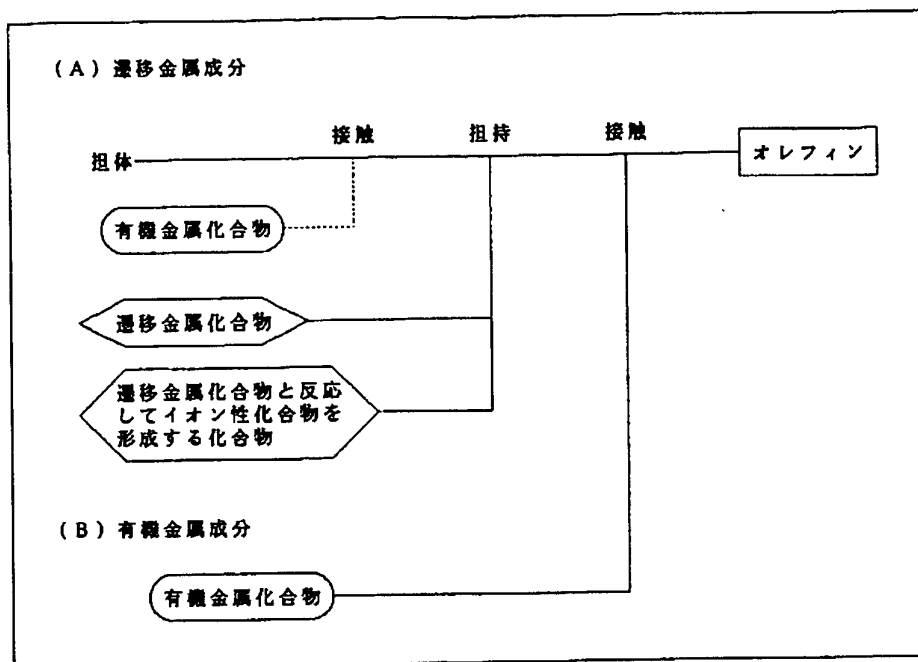 (A) 遷移金属成分
接触 担持 接触
担体
オレフィン
有機金属化合物
遷移金属化合物
遷移金属化合物と反応
してイオン性化合物を
形成する化合物
(B) 有機金属成分
有機金属化合物